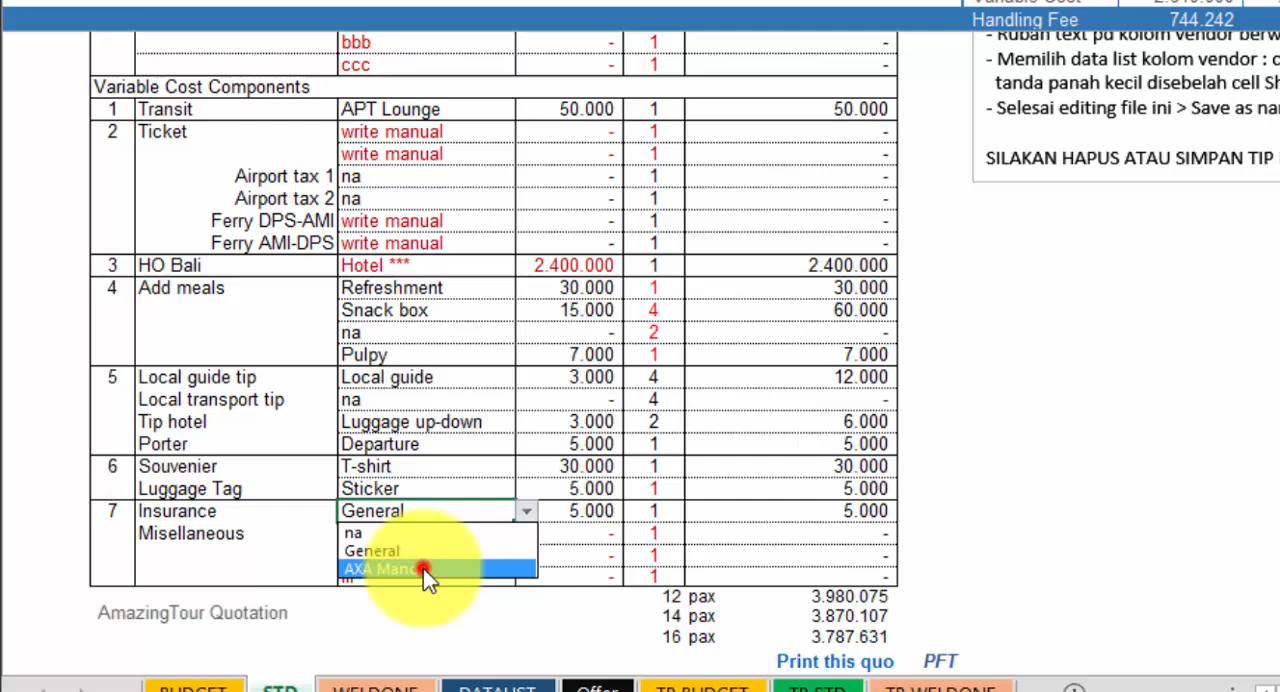 Handling Fee 744.242
bbb - 1 -
ccc - 1 -
- Rubah text pd kolom vendor berw
- Memilih data list kolom vendor : c
tanda panah kecil disebelah cell Sh
- Selesai editing file ini > Save as na
SILAKAN HAPUS ATAU SIMPAN TIP
Variable Cost Components
1 Transit APT Lounge 50.000 1 50.000
2 Ticket write manual - 1 -
write manual - 1 -
Airport tax 1 na - 1 -
Airport tax 2 na - 1 -
Ferry DPS-AMI write manual - 1 -
Ferry AMI-DPS write manual - 1 -
3 HO Bali Hotel *** 2.400.000 1 2.400.000
4 Add meals Refreshment 30.000 1 30.000
Snack box 15.000 4 60.000
na - 2 -
Pulpy 7.000 1 7.000
5 Local guide tip Local guide 3.000 4 12.000
Local transport tip na - 4 -
Tip hotel Luggage up-down 3.000 2 6.000
Porter Departure 5.000 1 5.000
6 Souvenier T-shirt 30.000 1 30.000
Luggage Tag Sticker 5.000 1 5.000
7 Insurance General 5.000 1 5.000
Misellaneous - 1 -
- 1 -
- 1 -
na
General
AXA
12 pax 3.980.075
14 pax 3.870.107
16 pax 3.787.631
AmazingTour Quotation
Print this quo PFT
BUDGET STD WELDONE DATALIST Offer TP BUDGET TP STD TP WELDONE